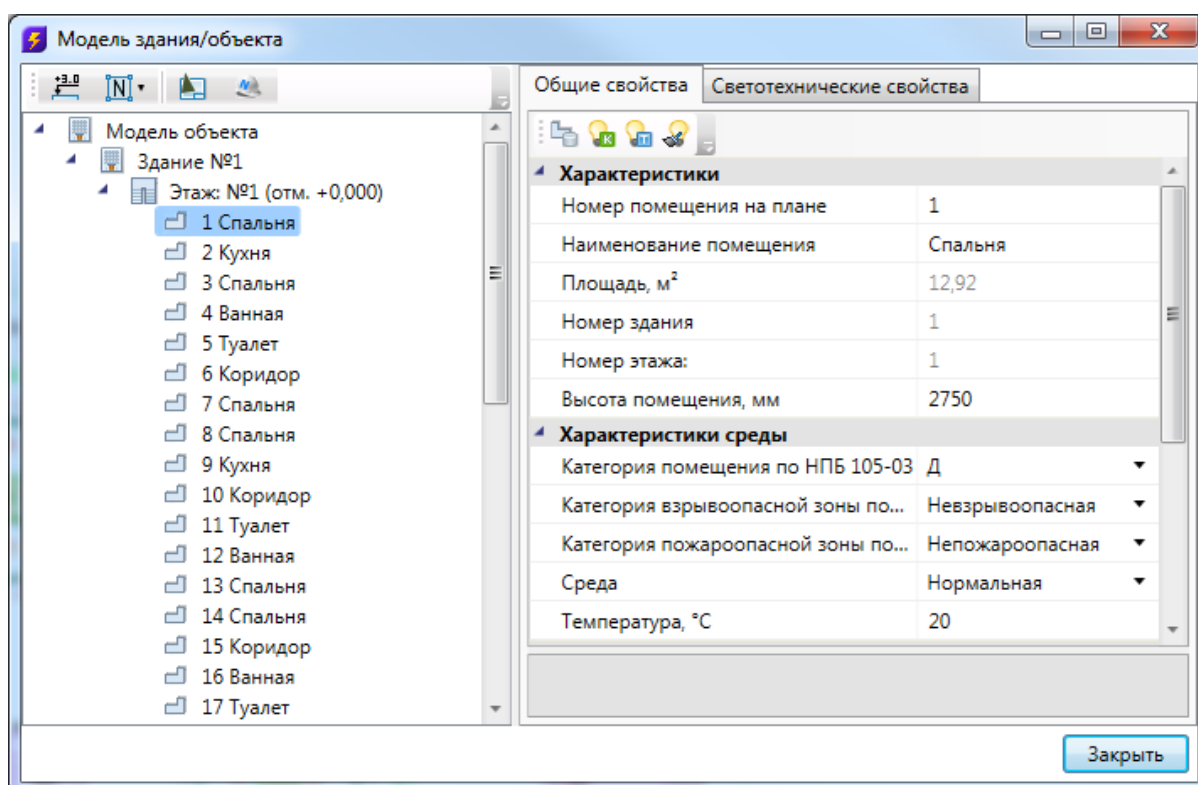 Модель здания/объекта
+3.0
N
Модель объекта
Здание №1
Этаж: №1 (отм. +0,000)
1 Спальня
2 Кухня
3 Спальня
4 Ванная
5 Туалет
6 Коридор
7 Спальня
8 Спальня
9 Кухня
10 Коридор
11 Туалет
12 Ванная
13 Спальня
14 Спальня
15 Коридор
16 Ванная
17 Туалет
Общие свойства Светотехнические свойства
К Т
Характеристики
Номер помещения на плане 1
Наименование помещения Спальня
Площадь, м² 12,92
Номер здания 1
Номер этажа: 1
Высота помещения, мм 2750
Характеристики среды
Категория помещения по НПБ 105-03 Д
Категория взрывоопасной зоны по... Невзрывоопасная
Категория пожароопасной зоны по... Непожароопасная
Среда Нормальная
Температура, °C 20
Закрыть